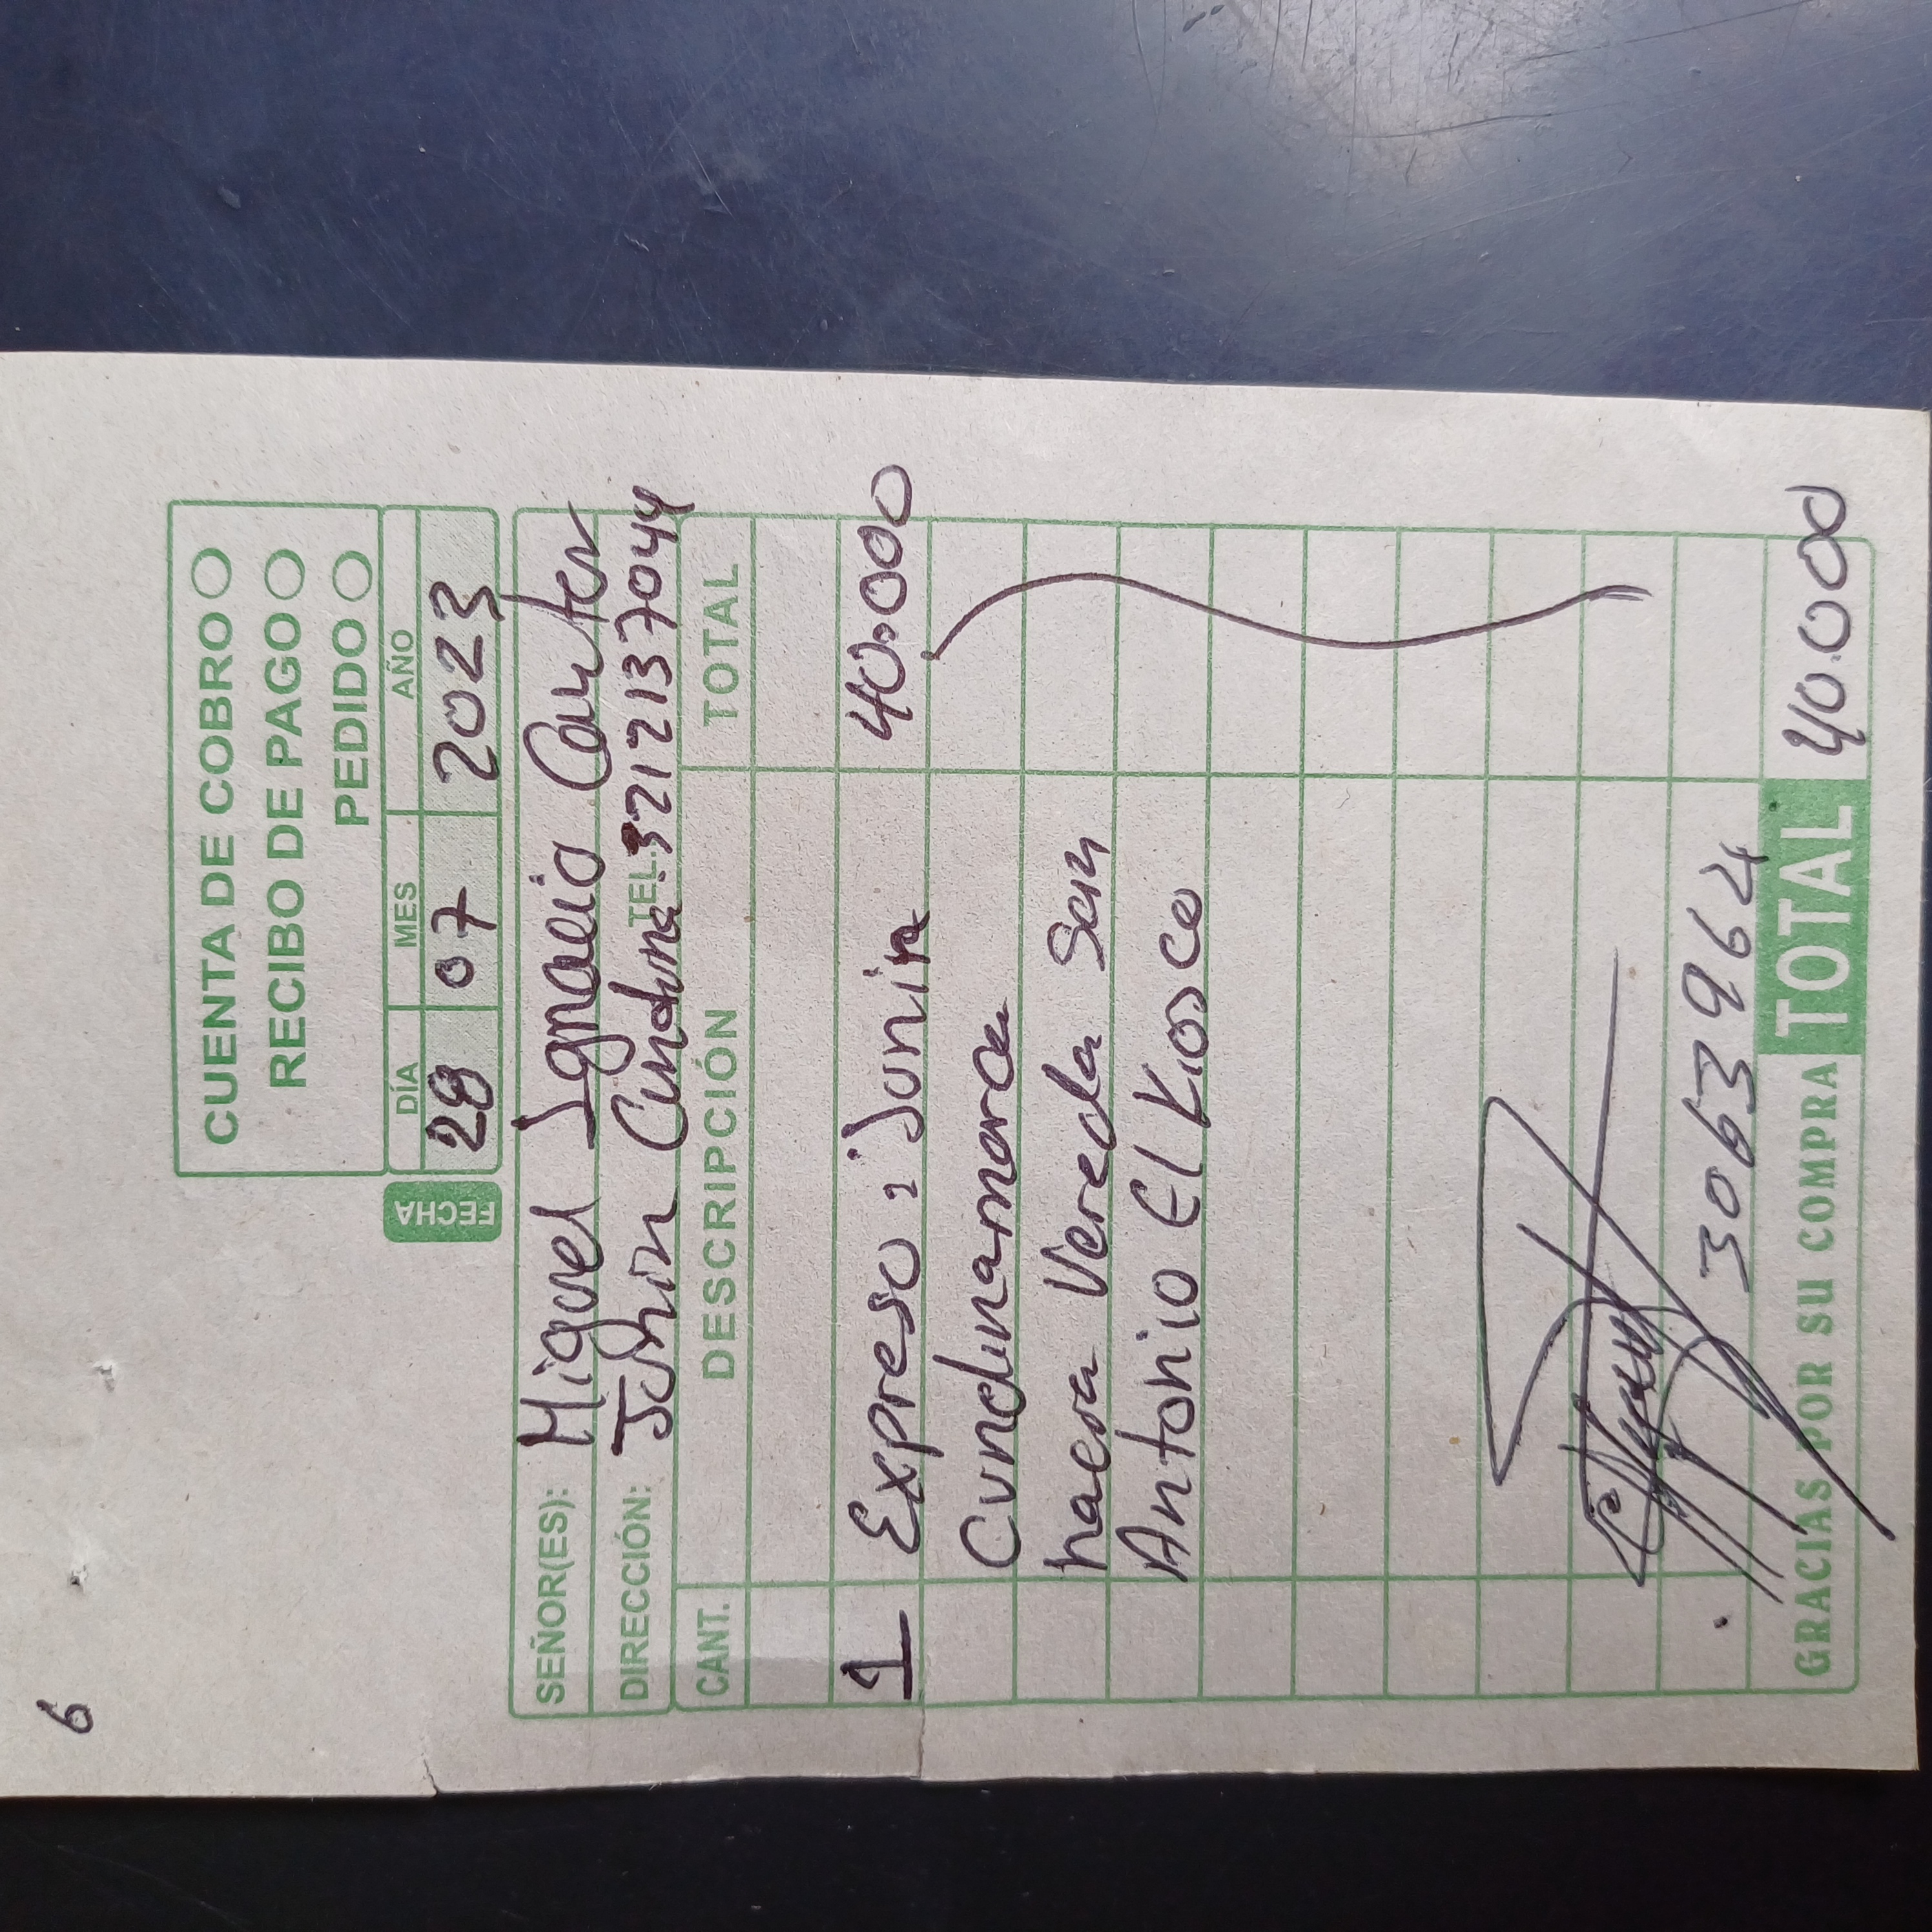 6
CUENTA DE COBRO
RECIBO DE PAGO
PEDIDO
FECHA
DÍA MES AÑO
28 07 2023
SEÑOR(ES): Miguel Ignacio
DIRECCIÓN: Junin Cundina TEL.: 3212137044
CANT. DESCRIPCIÓN TOTAL
1 Expreso: Junin 40.000
Cundinamarca
hacia Vereda San
Antonio El Kiosco
3063964
GRACIAS POR SU COMPRA TOTAL 40.000